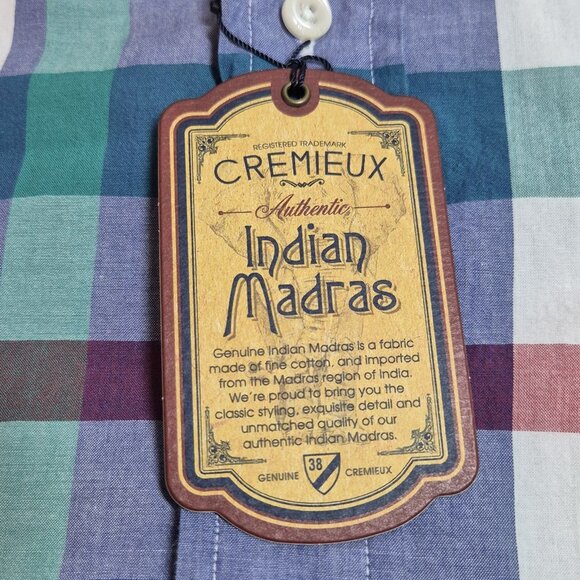 REGISTERED TRADEMARK
CREMIEUX
Authentic
Indian
Madras
Genuine Indian Madras is a fabric
made of fine cotton, and imported
from the Madras region of India.
We're proud to bring you the
classic styling, exquisite detail and
unmatched quality of our
authentic Indian Madras.
GENUINE 38 CREMIEUX